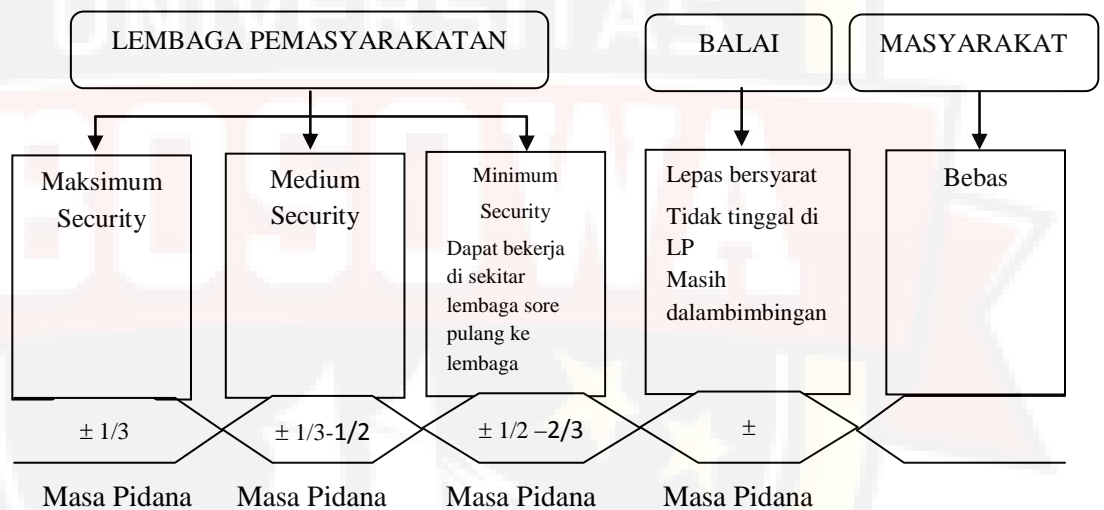 UNIVERSITAS
BOSOWA
LEMBAGA PEMASYARAKATAN
BALAI
MASYARAKAT
Maksimum
Security
Medium
Security
Minimum
Security
Dapat bekerja
di sekitar
lembaga sore
pulang ke
lembaga
Lepas bersyarat
Tidak tinggal di
LP
Masih
dalambimbingan
Bebas
± 1/3
± 1/3-1/2
± 1/2 –2/3
±
Masa Pidana
Masa Pidana
Masa Pidana
Masa Pidana